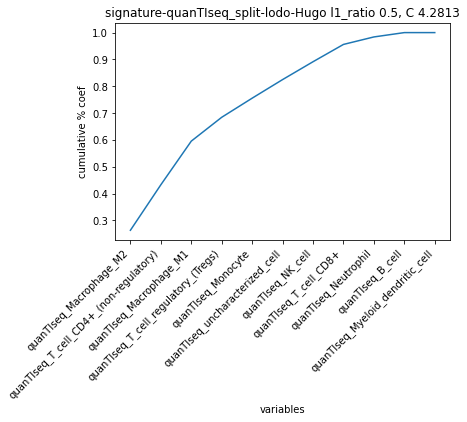 signature-quanTIseq_split-lodo-Hugo l1_ratio 0.5, C 4.2813
cumulative % coef
1.0
0.9
0.8
0.7
0.6
0.5
0.4
0.3
quanTIseq_Macrophage_M2
quanTIseq_T_cell_CD4+_(non-regulatory)
quanTIseq_Macrophage_M1
quanTIseq_T_cell_regulatory_(Tregs)
quanTIseq_Monocyte
quanTIseq_uncharacterized_cell
quanTIseq_NK_cell
quanTIseq_T_cell_CD8+
quanTIseq_Neutrophil
quanTIseq_B_cell
quanTIseq_Myeloid_dendritic_cell
variables